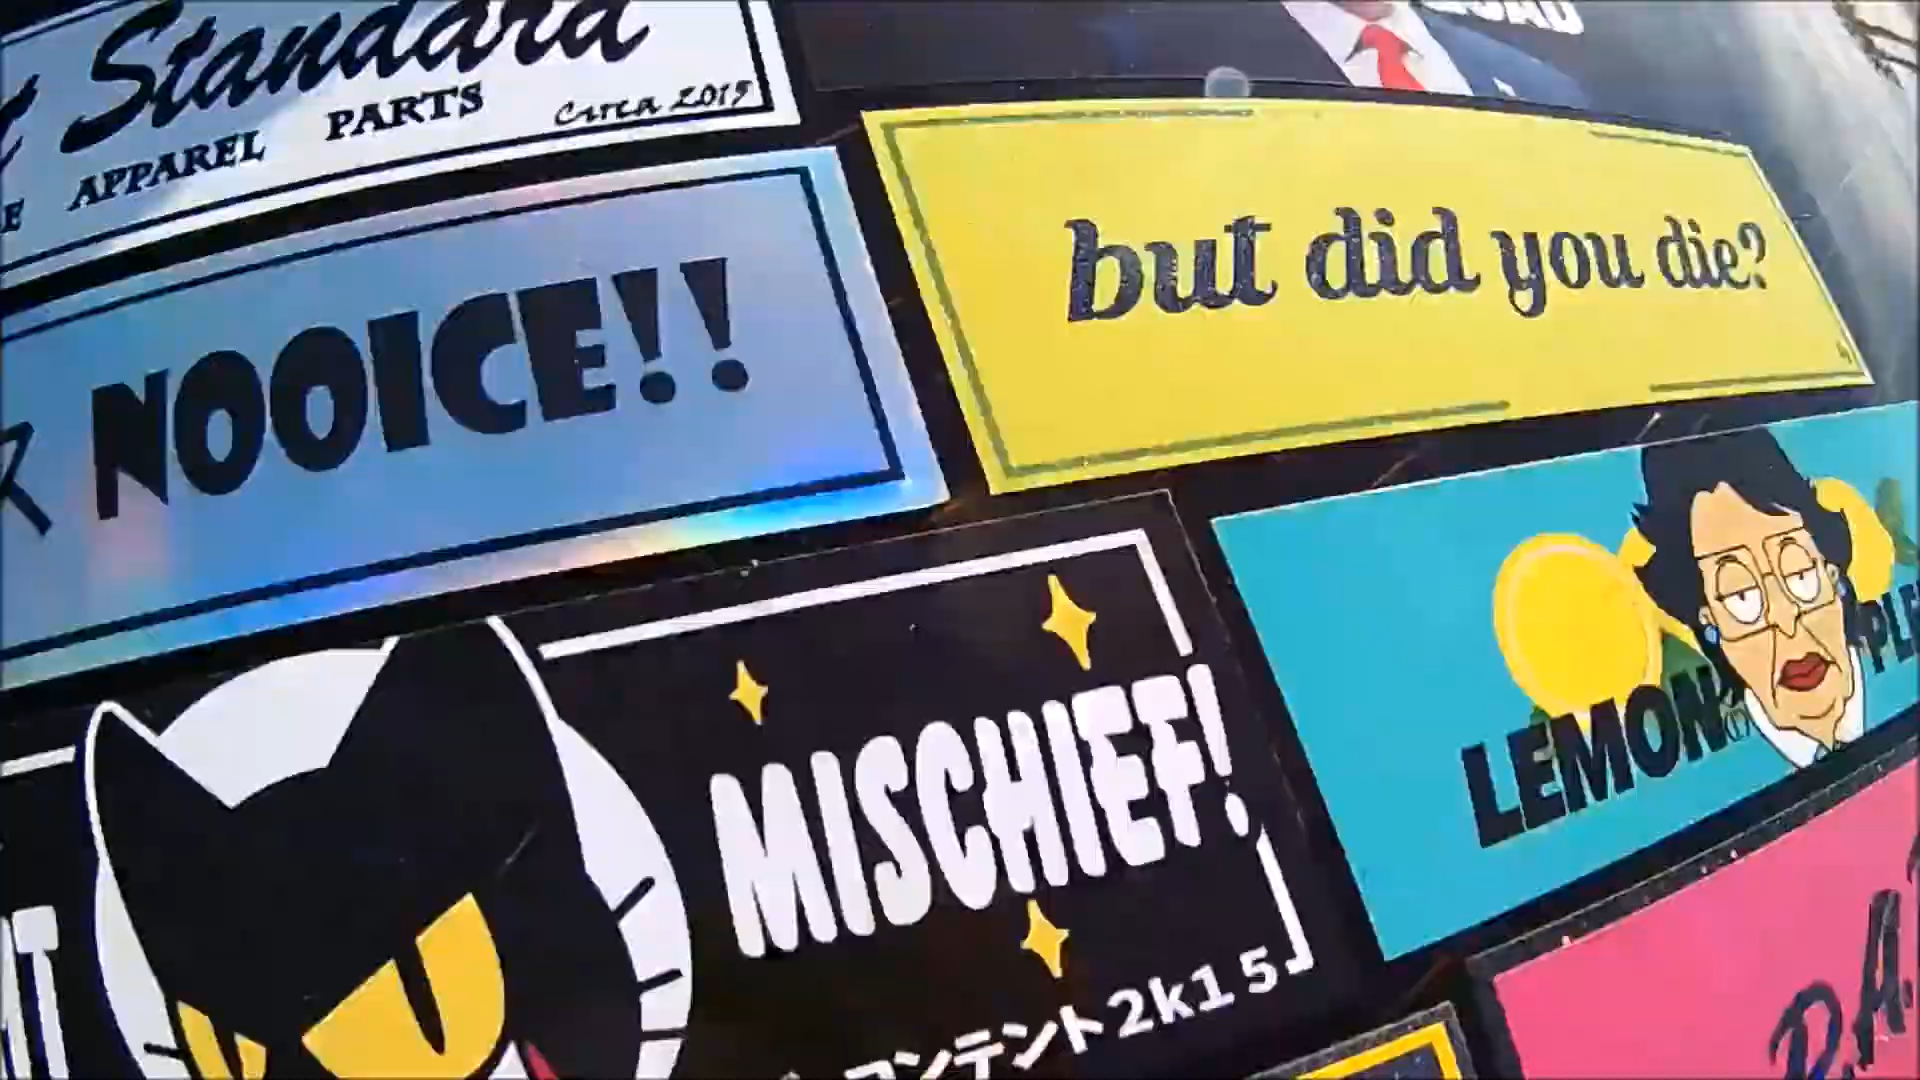 Standard
APPAREL PARTS
Circa 2015
NOOICE!!
but did you die?
LEMON
MISCHIEF!
コンテント2k15